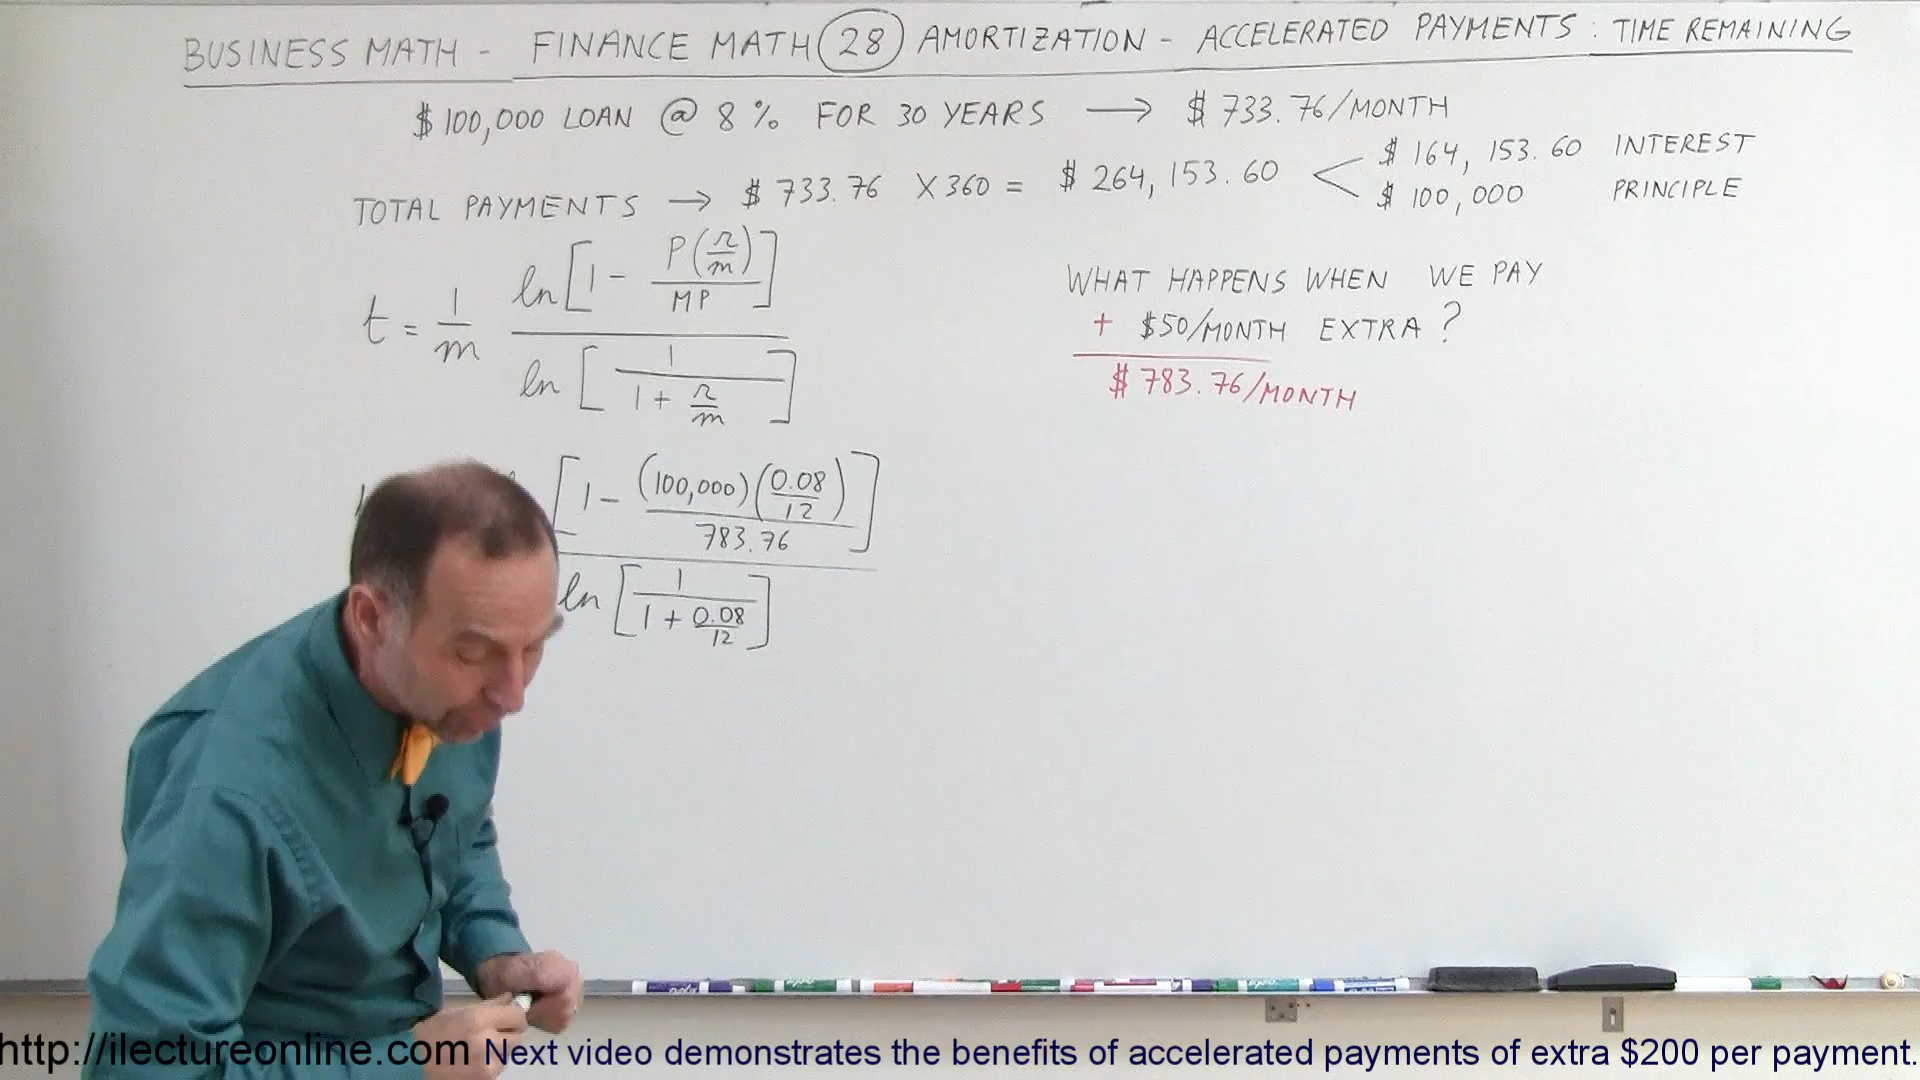 BUSINESS MATH - FINANCE MATH 28 AMORTIZATION - ACCELERATED PAYMENTS : TIME REMAINING
$100,000 LOAN @ 8% FOR 30 YEARS → $733.76/MONTH
TOTAL PAYMENTS → $733.76 X360 = $264,153.60
$164,153.60 INTEREST
$100,000 PRINCIPLE
t = 1/m ln[1 - P(r/m)/MP] / ln[1/(1 + r/m)]
WHAT HAPPENS WHEN WE PAY
+ $50/MONTH EXTRA?
$783.76/MONTH
[1 - (100,000)(0.08/12)/783.76]
ln[1/(1 + 0.08/12)]
http://ilectureonline.com Next video demonstrates the benefits of accelerated payments of extra $200 per payment.